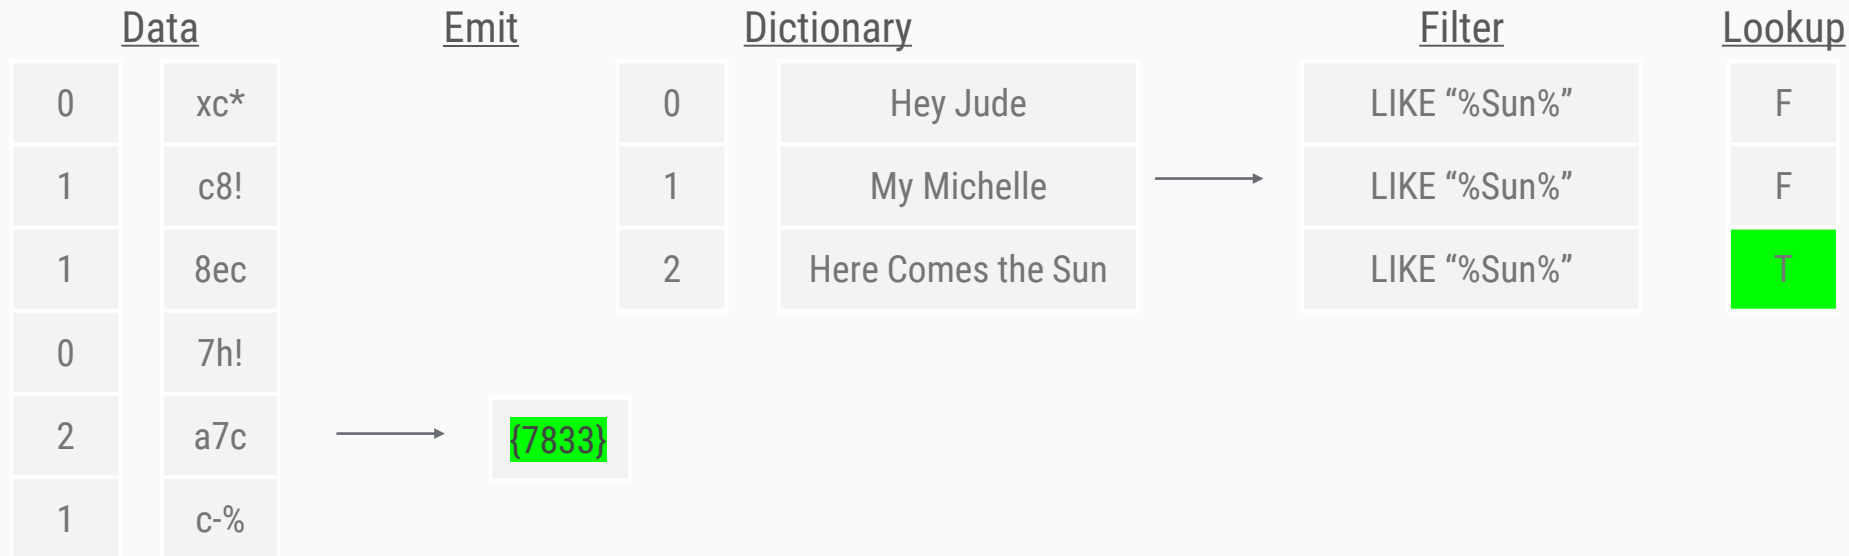 Data Emit Dictionary Filter Lookup
0 xc* 0 Hey Jude LIKE “%Sun%” F
1 c8! 1 My Michelle LIKE “%Sun%” F
1 8ec 2 Here Comes the Sun LIKE “%Sun%” T
0 7h!
2 a7c {7833}
1 c-%